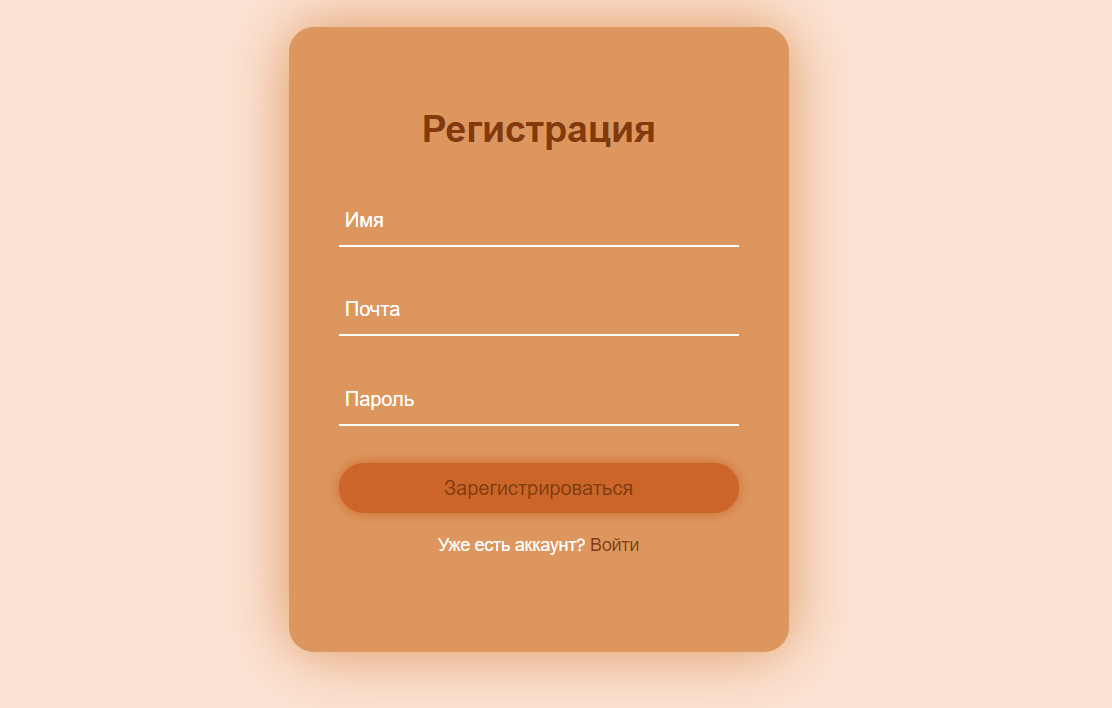 Регистрация
Имя
Почта
Пароль
Зарегистрироваться
Уже есть аккаунт? Войти